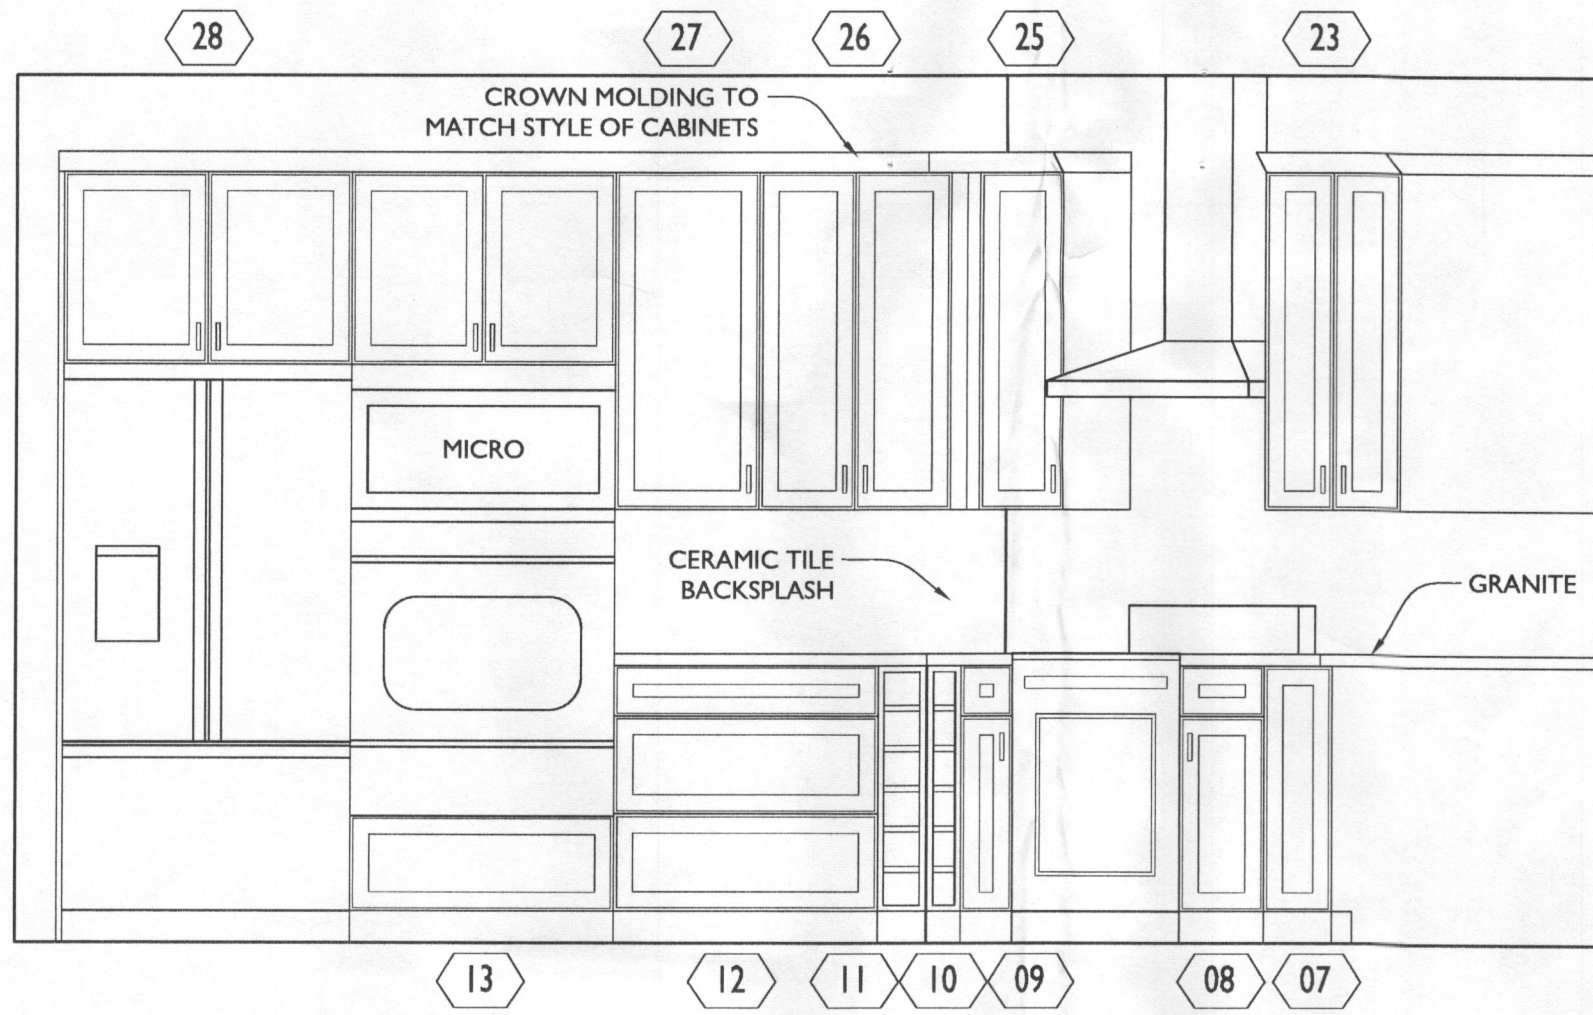 28
27
26
25
23
CROWN MOLDING TO
MATCH STYLE OF CABINETS
MICRO
CERAMIC TILE
BACKSPLASH
GRANITE
13
12
11
10
09
08
07